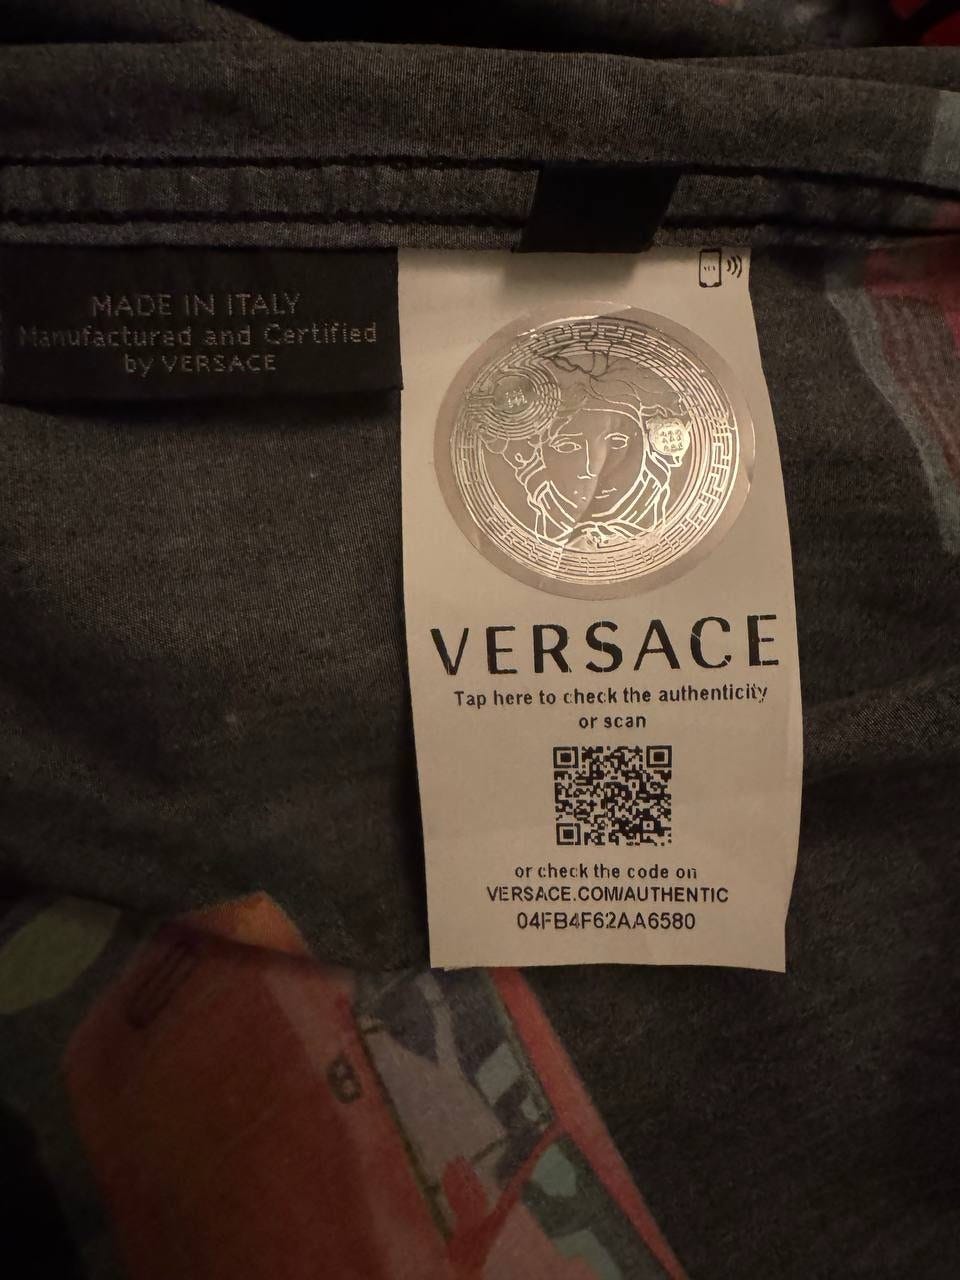 MADE IN ITALY
Manufactured and Certified
by VERSACE
VERSACE
Tap here to check the authenticity
or scan
or check the code on
VERSACE.COM/AUTHENTIC
04FB4F62AA6580
8